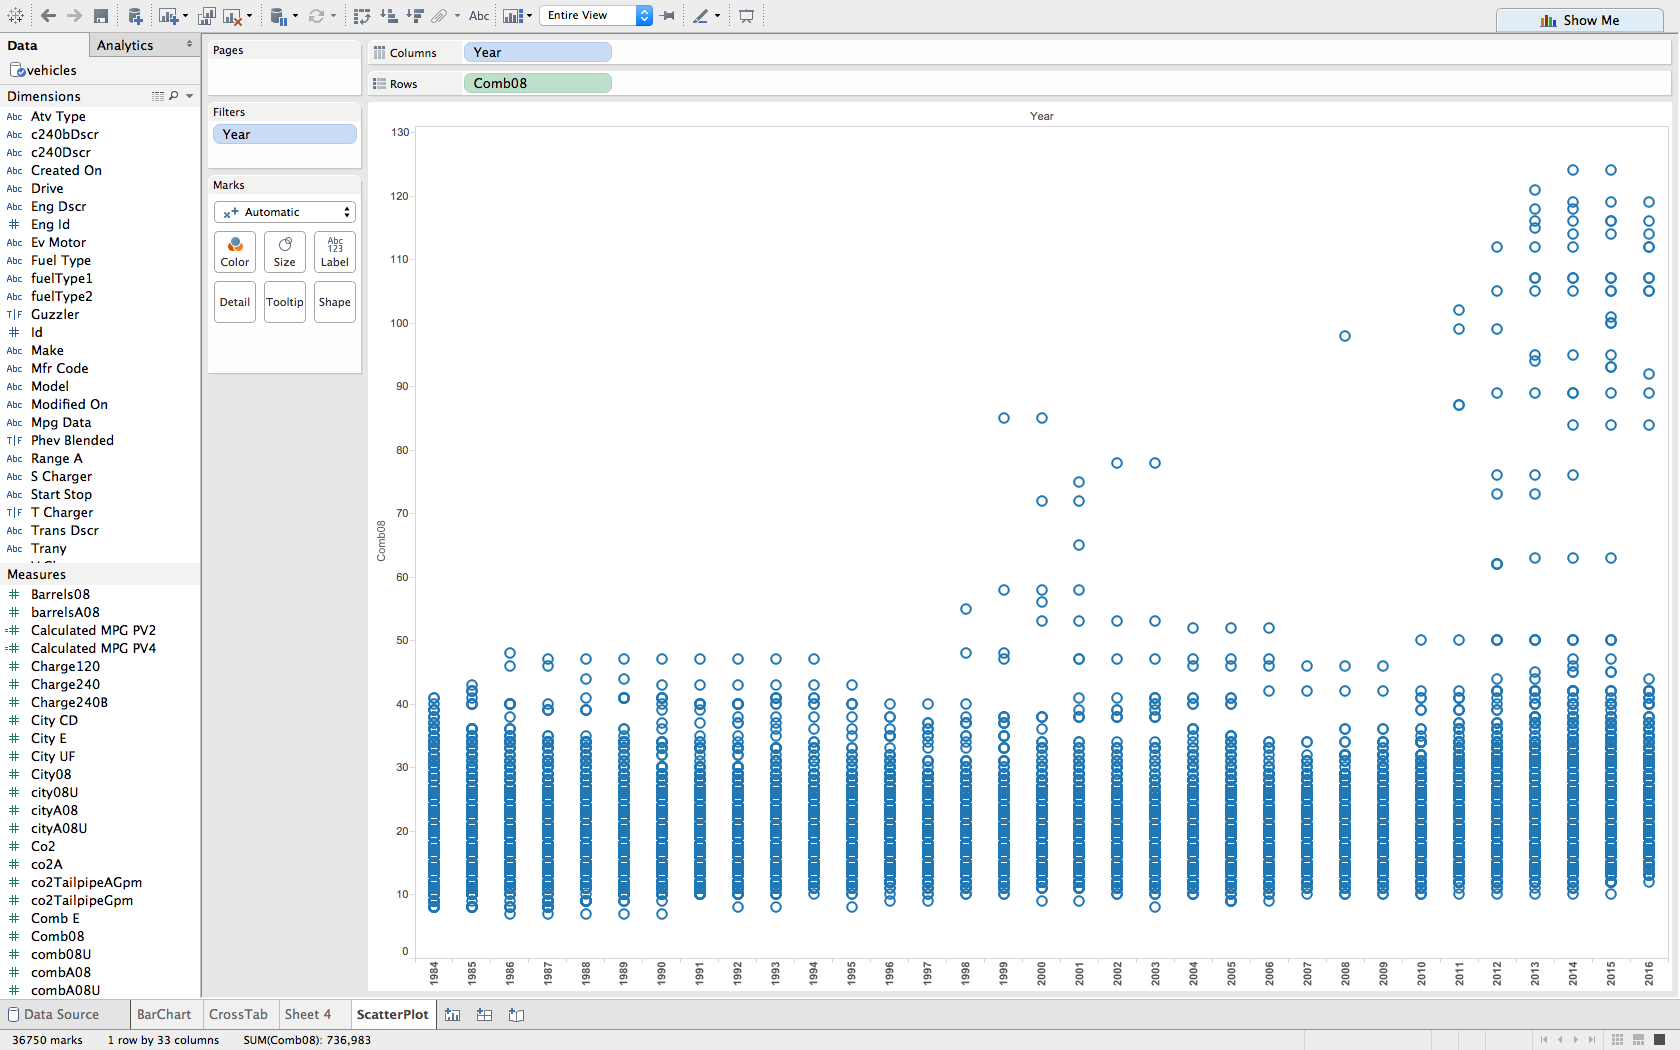 Abc
Entire View
Show Me
Data
Analytics
vehicles
Dimensions
Abc Atv Type
Abc c240bDscr
Abc c240Dscr
Abc Created On
Abc Drive
Abc Eng Dscr
# Eng Id
Abc Ev Motor
Abc Fuel Type
Abc fuelType1
Abc fuelType2
T|F Guzzler
# Id
Abc Make
Abc Mfr Code
Abc Model
Abc Modified On
Abc Mpg Data
T|F Phev Blended
Abc Range A
Abc S Charger
Abc Start Stop
T|F T Charger
Abc Trans Dscr
Abc Trany
Measures
# Barrels08
# barrelsA08
=# Calculated MPG PV2
=# Calculated MPG PV4
# Charge120
# Charge240
# Charge240B
# City CD
# City E
# City UF
# City08
# city08U
# cityA08
# cityA08U
# Co2
# co2A
# co2TailpipeAGpm
# co2TailpipeGpm
# Comb E
# Comb08
# comb08U
# combA08
# combA08U
Pages
Filters
Year
Marks
Automatic
Color
Size
Abc
123
Label
Detail
Tooltip
Shape
Columns
Year
Rows
Comb08
Year
130
120
110
100
90
80
70
60
50
40
30
20
10
0
Comb08
1984
1985
1986
1987
1988
1989
1990
1991
1992
1993
1994
1995
1996
1997
1998
1999
2000
2001
2002
2003
2004
2005
2006
2007
2008
2009
2010
2011
2012
2013
2014
2015
2016
Data Source
BarChart
CrossTab
Sheet 4
ScatterPlot
36750 marks
1 row by 33 columns
SUM(Comb08): 736,983